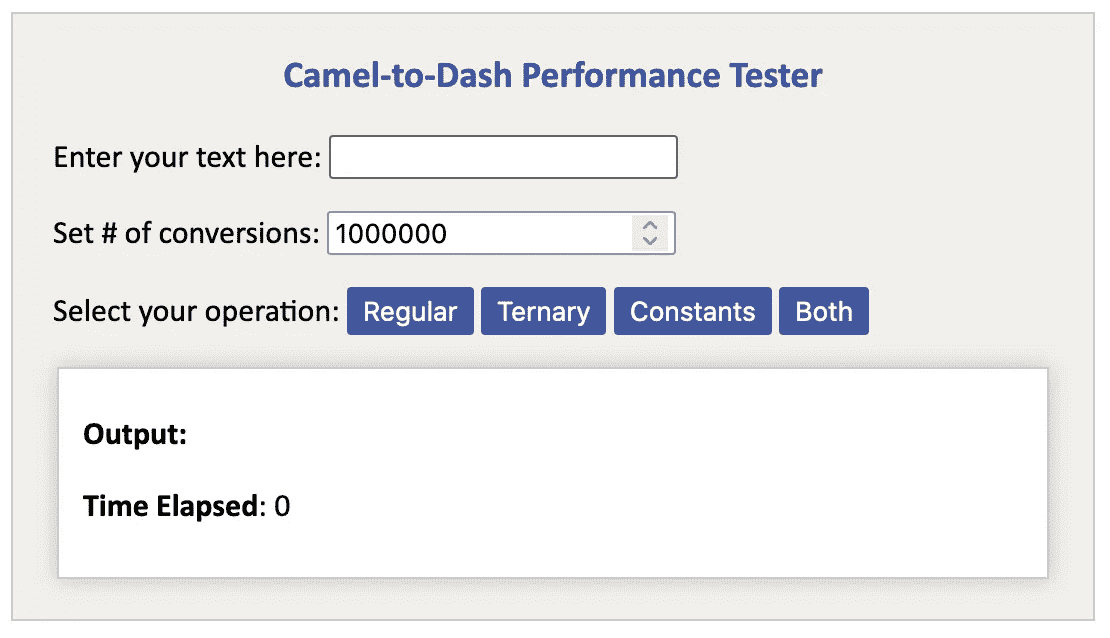 Camel-to-Dash Performance Tester
Enter your text here:
Set # of conversions: 1000000
Select your operation: Regular Ternary Constants Both
Output:
Time Elapsed: 0